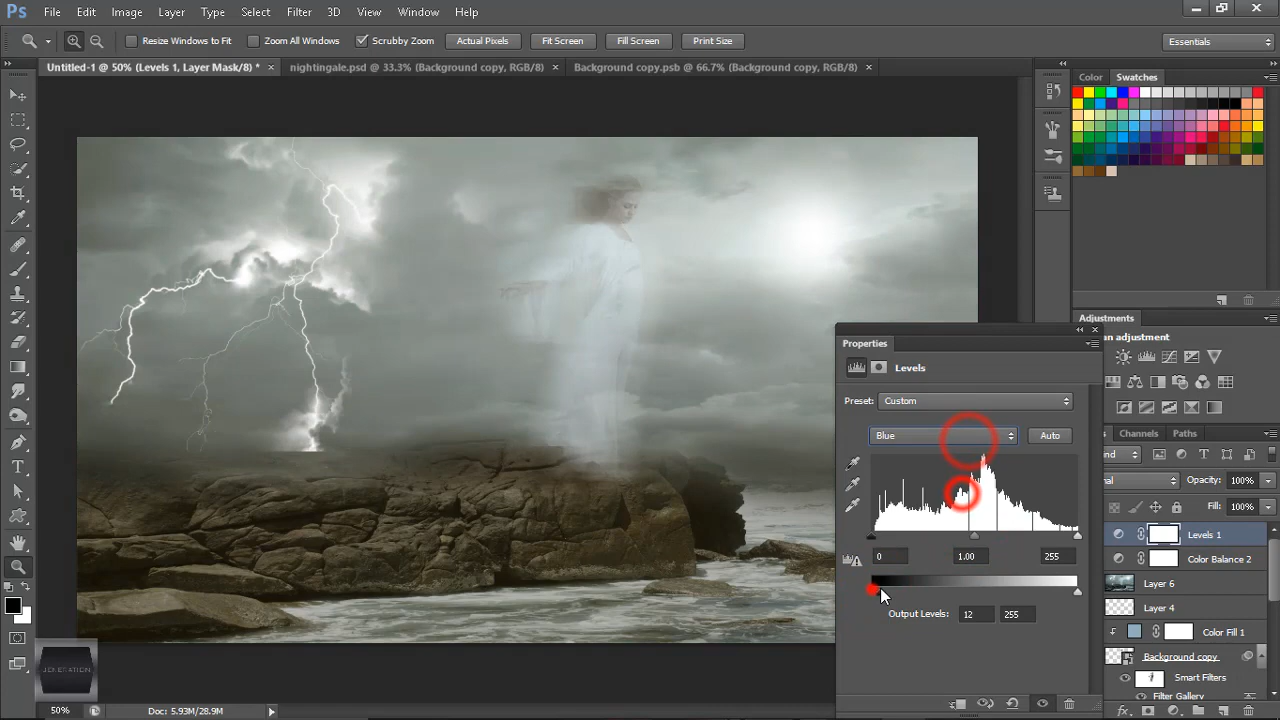 Ps File Edit Image Layer Type Select Filter 3D View Window Help
Resize Windows to Fit Zoom All Windows Scrubby Zoom Actual Pixels Fit Screen Fill Screen Print Size Essentials
Untitled-1 @ 50% (Levels 1, Layer Mask/8) * nightingale.psd @ 33.3% (Background copy, RGB/8) Background copy.psb @ 66.7% (Background copy, RGB/8)
Color Swatches
Adjustments
an adjustment
Properties
Levels
Preset: Custom
Blue Auto
0 1.00 255
Output Levels: 12 255
Channels Paths
nd
mal Opacity: 100%
Fill: 100%
Levels 1
Color Balance 2
Layer 6
Layer 4
Color Fill 1
Background copy
Smart Filters
Filter Gallery
50% Doc: 5.93M/28.9M